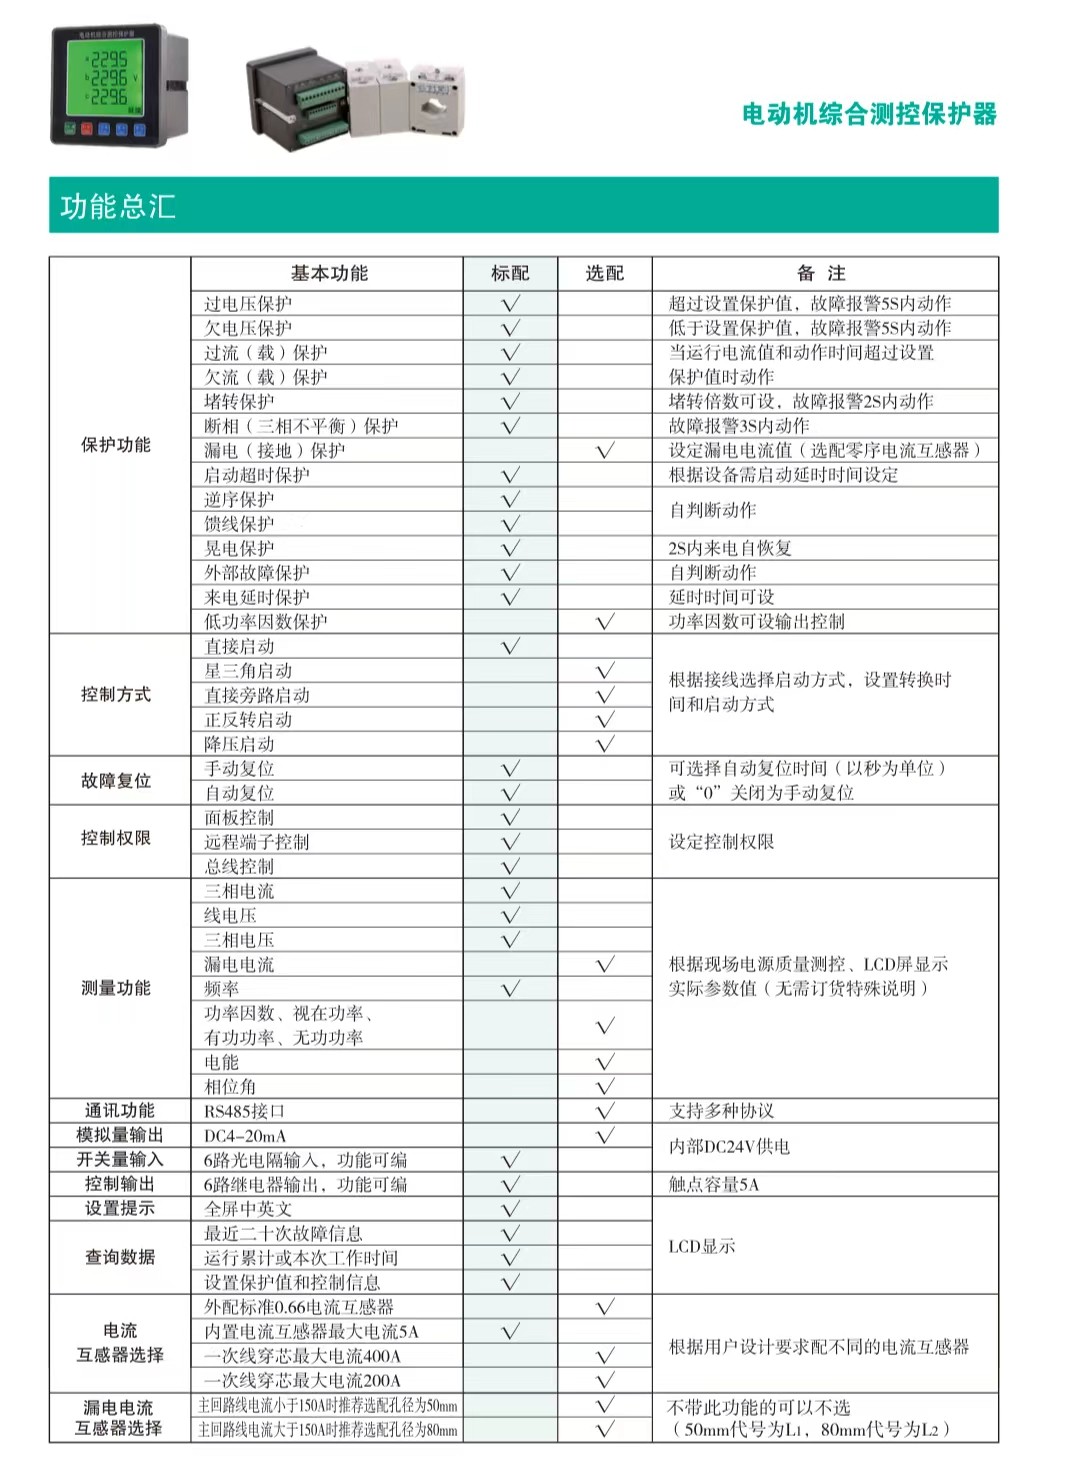 电动机综合测控保护器
a 229.5
b 229.6 V
c 229.6
电动机综合测控保护器
功能总汇
基本功能 标配 选配 备 注
保护功能
过电压保护 √ 超过设置保护值，故障报警5S内动作
欠电压保护 √ 低于设置保护值，故障报警5S内动作
过流（载）保护 √ 当运行电流值和动作时间超过设置
欠流（载）保护 √ 保护值时动作
堵转保护 √ 堵转倍数可设，故障报警2S内动作
断相（三相不平衡）保护 √ 故障报警3S内动作
漏电（接地）保护 √ 设定漏电电流值（选配零序电流互感器）
启动超时保护 √ 根据设备需启动延时时间设定
逆序保护 √
自判断动作
馈线保护 √
晃电保护 √ 2S内来电自恢复
外部故障保护 √ 自判断动作
来电延时保护 √ 延时时间可设
低功率因数保护 √ 功率因数可设输出控制
控制方式
直接启动 √
星三角启动 √
直接旁路启动 √
正反转启动 √
降压启动 √
根据接线选择启动方式，设置转换时
间和启动方式
故障复位
手动复位 √ 可选择自动复位时间（以秒为单位）
自动复位 √ 或“0”关闭为手动复位
控制权限
面板控制 √
远程端子控制 √ 设定控制权限
总线控制 √
测量功能
三相电流 √
线电压 √
三相电压 √
漏电电流 √ 根据现场电源质量测控、LCD屏显示
频率 √ 实际参数值（无需订货特殊说明）
功率因数、视在功率、
有功功率、无功功率 √
电能 √
相位角 √
通讯功能 RS485接口 √ 支持多种协议
模拟量输出 DC4-20mA √
内部DC24V供电
开关量输入 6路光电隔输入，功能可编 √
控制输出 6路继电器输出，功能可编 √ 触点容量5A
设置提示 全屏中英文 √
查询数据
最近二十次故障信息 √
LCD显示
运行累计或本次工作时间 √
设置保护值和控制信息 √
电流
互感器选择
外配标准0.66电流互感器 √
内置电流互感器最大电流5A √
根据用户设计要求配不同的电流互感器
一次线穿芯最大电流400A √
一次线穿芯最大电流200A √
漏电电流
互感器选择
主回路线电流小于150A时推荐选配孔径为50mm √ 不带此功能的可以不选
主回路线电流大于150A时推荐选配孔径为80mm √ （50mm代号为L1，80mm代号为L2）